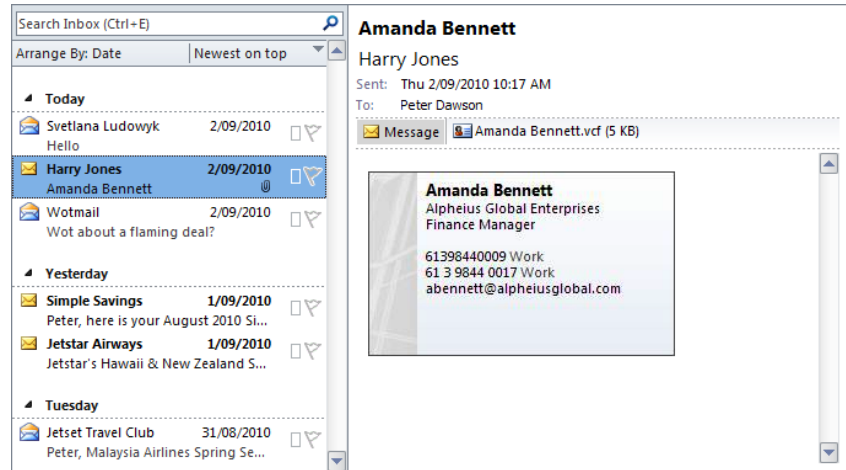 Search Inbox (Ctrl+E)
Arrange By: Date Newest on top
Today
Svetlana Ludowyk 2/09/2010
Hello
Harry Jones 2/09/2010
Amanda Bennett
Wotmail 2/09/2010
Wot about a flaming deal?
Yesterday
Simple Savings 1/09/2010
Peter, here is your August 2010 Si...
Jetstar Airways 1/09/2010
Jetstar's Hawaii & New Zealand S...
Tuesday
Jetset Travel Club 31/08/2010
Peter, Malaysia Airlines Spring Se...
Amanda Bennett
Harry Jones
Sent: Thu 2/09/2010 10:17 AM
To: Peter Dawson
Message Amanda Bennett.vcf (5 KB)
Amanda Bennett
Alpheius Global Enterprises
Finance Manager
61398440009 Work
61 3 9844 0017 Work
abennett@alpheiusglobal.com